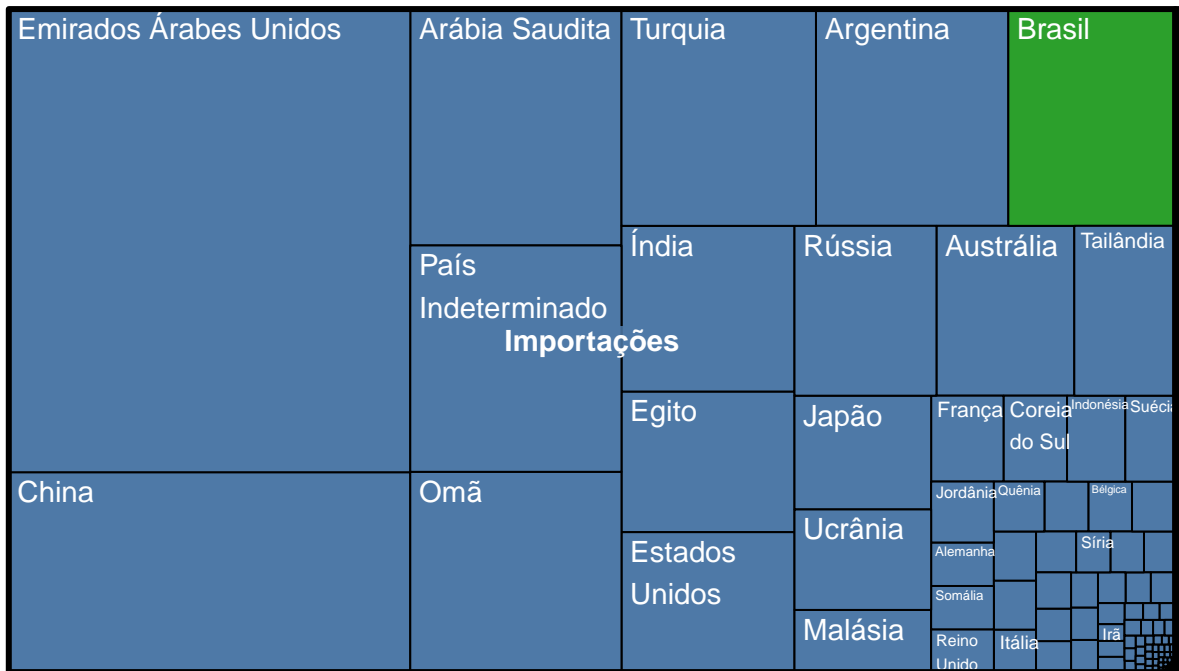 Emirados Árabes Unidos
Arábia Saudita
Turquia
Argentina
Brasil
País
Indeterminado
Importações
Índia
Rússia
Austrália
Tailândia
Egito
Japão
França
Coreia
do Sul
Indonésia
Suécia
China
Omã
Estados
Unidos
Ucrânia
Malásia
Jordânia
Quênia
Bélgica
Alemanha
Síria
Somália
Reino
Unido
Itália
Irã